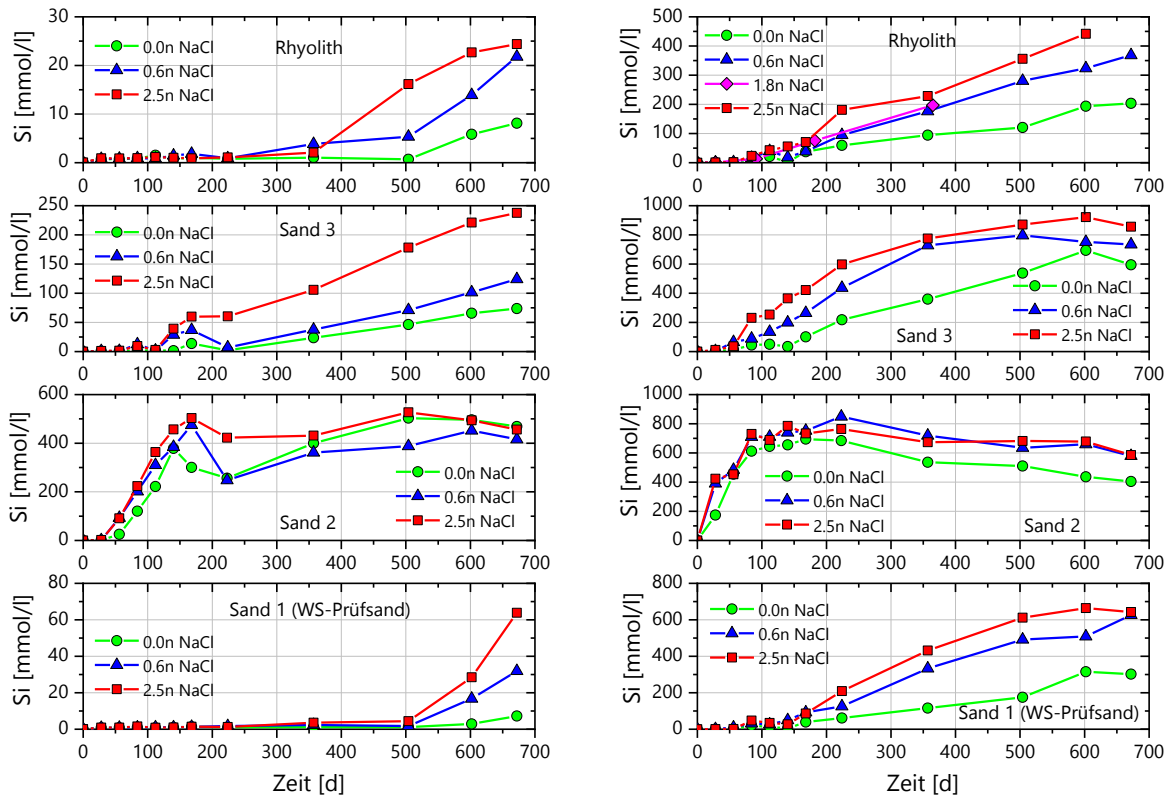 30
20
10
0
Si [mmol/l]
0.0n NaCl
0.6n NaCl
2.5n NaCl
Rhyolith
0 100 200 300 400 500 600 700
500
400
300
200
100
0
Si [mmol/l]
0.0n NaCl
0.6n NaCl
1.8n NaCl
2.5n NaCl
Rhyolith
0 100 200 300 400 500 600 700
250
200
150
100
50
0
Si [mmol/l]
0.0n NaCl
0.6n NaCl
2.5n NaCl
Sand 3
0 100 200 300 400 500 600 700
1000
800
600
400
200
0
Si [mmol/l]
0.0n NaCl
0.6n NaCl
2.5n NaCl
Sand 3
0 100 200 300 400 500 600 700
600
400
200
0
Si [mmol/l]
0.0n NaCl
0.6n NaCl
2.5n NaCl
Sand 2
0 100 200 300 400 500 600 700
1000
800
600
400
200
0
Si [mmol/l]
0.0n NaCl
0.6n NaCl
2.5n NaCl
Sand 2
0 100 200 300 400 500 600 700
80
60
40
20
0
Si [mmol/l]
Sand 1 (WS-Prüfsand)
0.0n NaCl
0.6n NaCl
2.5n NaCl
0 100 200 300 400 500 600 700
Zeit [d]
800
600
400
200
0
Si [mmol/l]
0.0n NaCl
0.6n NaCl
2.5n NaCl
Sand 1 (WS-Prüfsand)
0 100 200 300 400 500 600 700
Zeit [d]